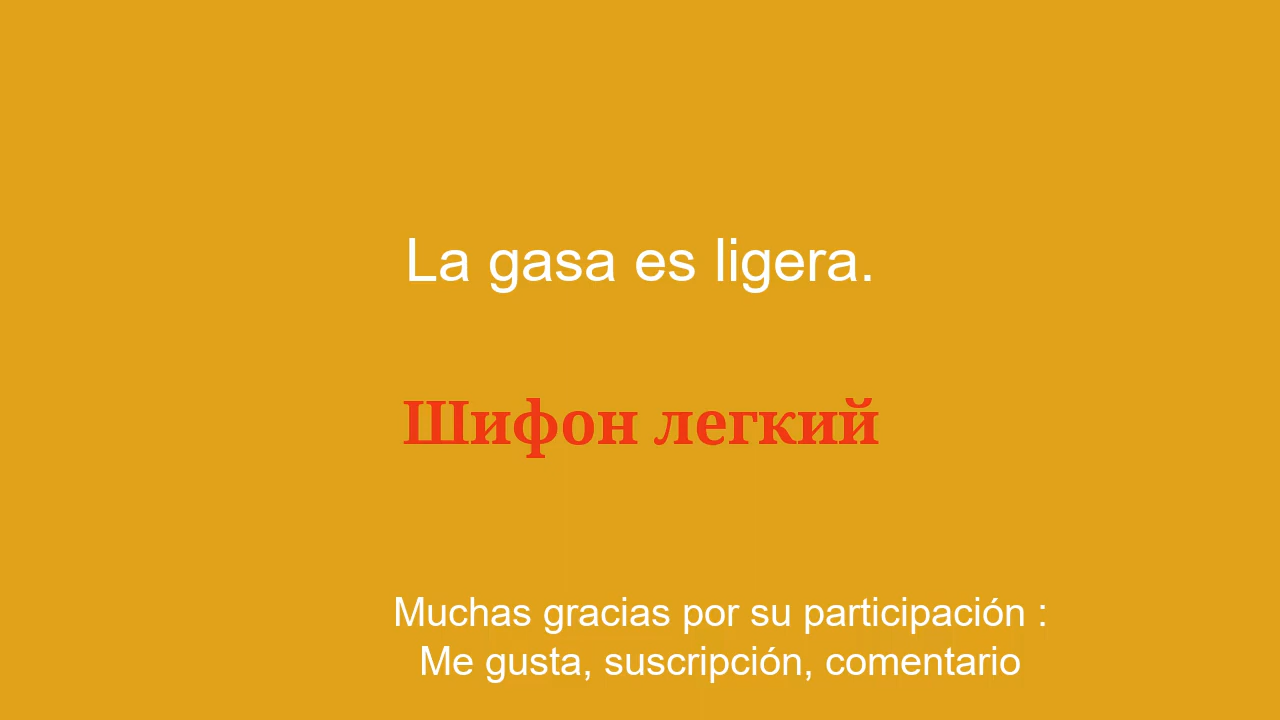 La gasa es ligera.
Шифон легкий
Muchas gracias por su participación :
Me gusta, suscripción, comentario